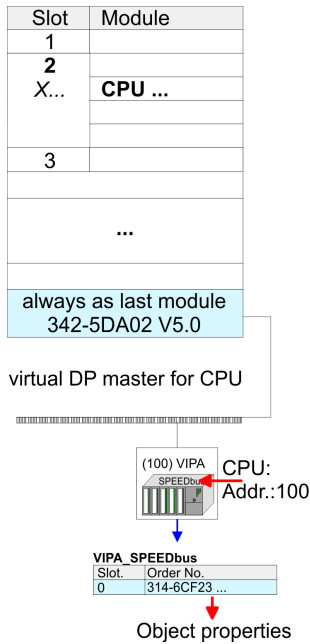 Slot Module
1
2
X... CPU ...
3
...
always as last module
342-5DA02 V5.0
virtual DP master for CPU
(100) VIPA
SPEEDbus
CPU:
Addr.:100
VIPA_SPEEDbus
Slot. Order No.
0 314-6CF23 ...
Object properties